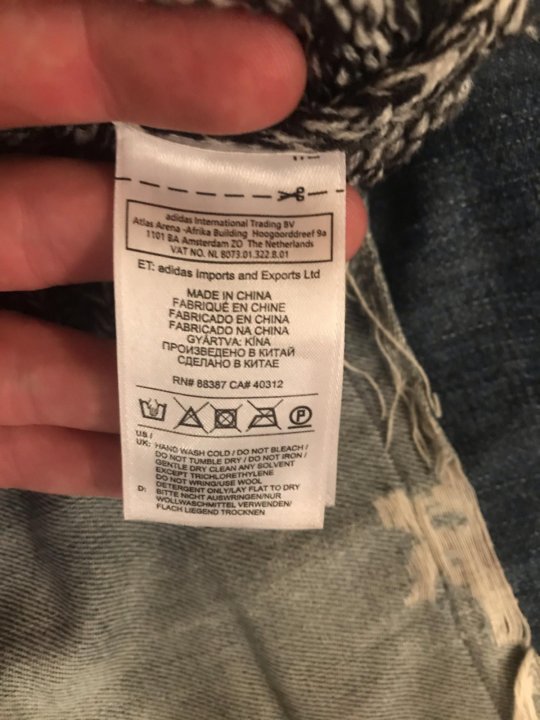 adidas International Trading BV
Atlas Arena -Afrika Building Hoogoorddreef 9a
1101 BA Amsterdam ZO The Netherlands
VAT NO. NL 8073.01.322.B.01
ET: adidas Imports and Exports Ltd
MADE IN CHINA
FABRIQUÉ EN CHINE
FABRICADO EN CHINA
FABRICADO NA CHINA
GYÁRTVA: KÍNA
ПРОИЗВЕДЕНО В КИТАЙ
СДЕЛАНО В КИТАЕ
RN# 88387 CA# 40312
P
US /
UK: HAND WASH COLD / DO NOT BLEACH /
DO NOT TUMBLE DRY / DO NOT IRON /
GENTLE DRY CLEAN ANY SOLVENT
EXCEPT TRICHLORETHYLENE
DO NOT WRING/USE WOOL
DETERGENT ONLY/LAY FLAT TO DRY
D: BITTE NICHT AUSWRINGEN/NUR
WOLLWASCHMITTEL VERWENDEN/
FLACH LIEGEND TROCKNEN